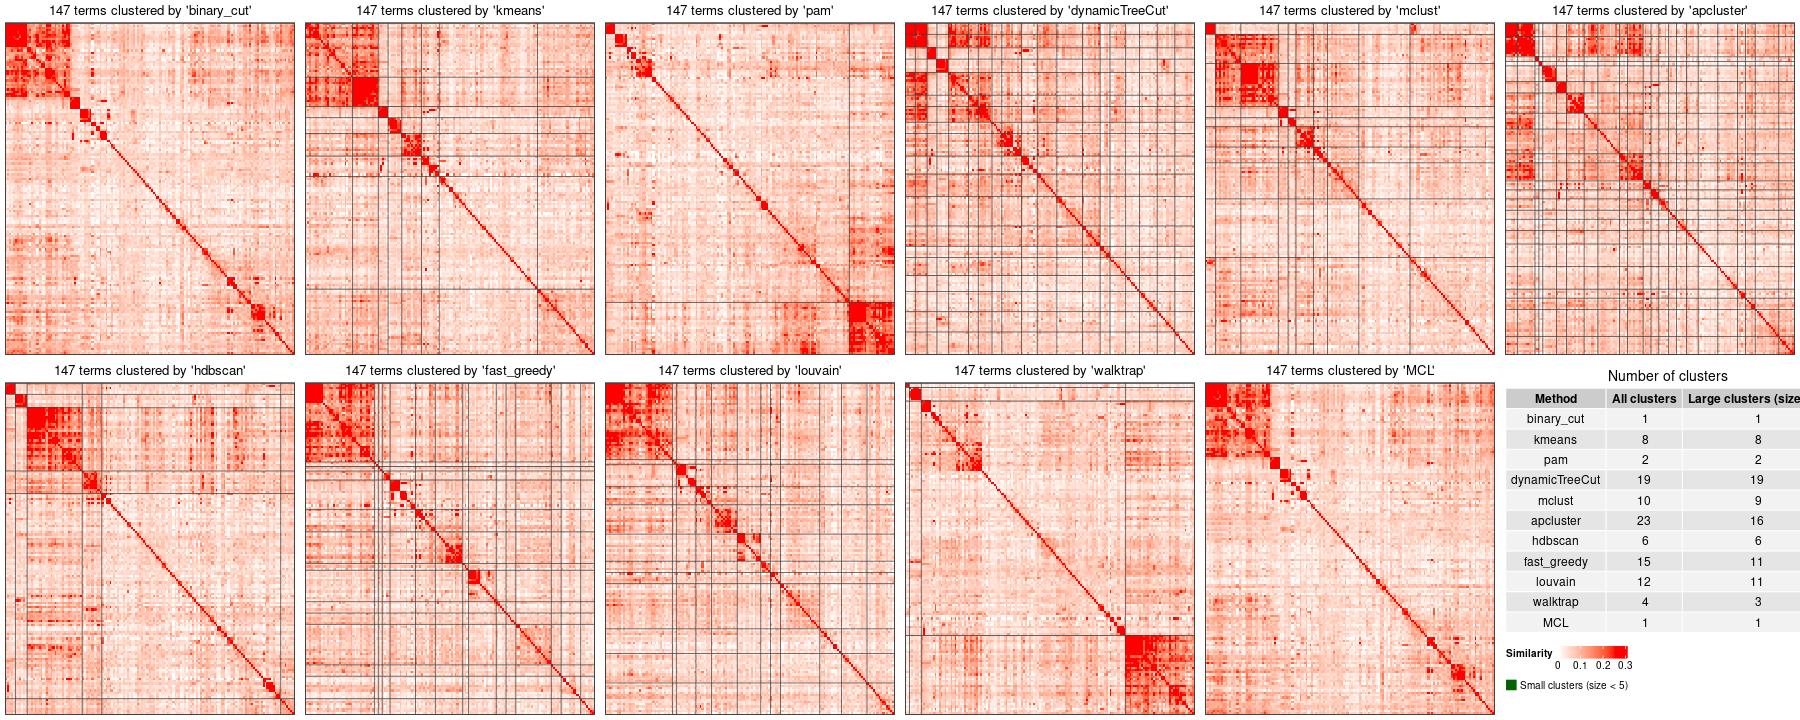 147 terms clustered by 'binary_cut'
147 terms clustered by 'kmeans'
147 terms clustered by 'pam'
147 terms clustered by 'dynamicTreeCut'
147 terms clustered by 'mclust'
147 terms clustered by 'apcluster'
147 terms clustered by 'hdbscan'
147 terms clustered by 'fast_greedy'
147 terms clustered by 'louvain'
147 terms clustered by 'walktrap'
147 terms clustered by 'MCL'
Number of clusters
Method All clusters Large clusters (size
binary_cut 1 1
kmeans 8 8
pam 2 2
dynamicTreeCut 19 19
mclust 10 9
apcluster 23 16
hdbscan 6 6
fast_greedy 15 11
louvain 12 11
walktrap 4 3
MCL 1 1
Similarity
0 0.1 0.2 0.3
Small clusters (size < 5)